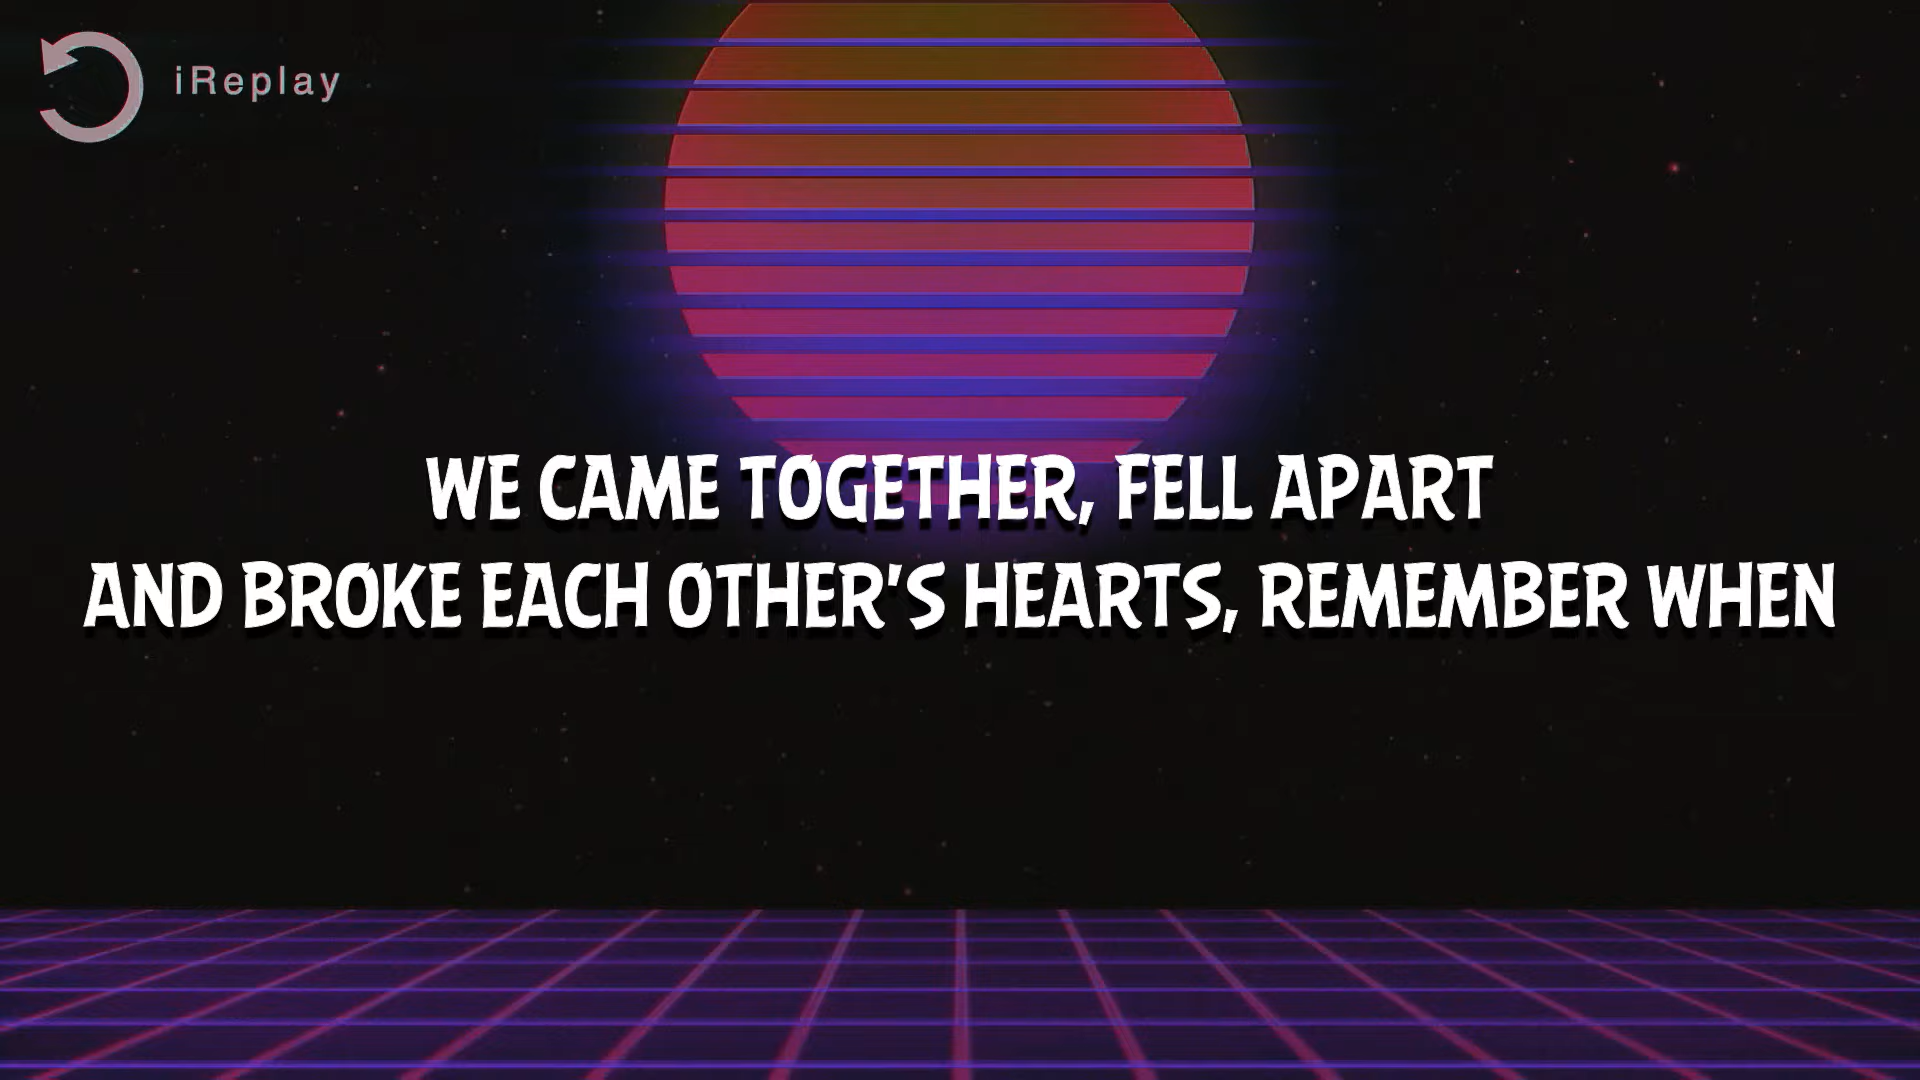 iReplay
WE CAME TOGETHER, FELL APART
AND BROKE EACH OTHER'S HEARTS, REMEMBER WHEN